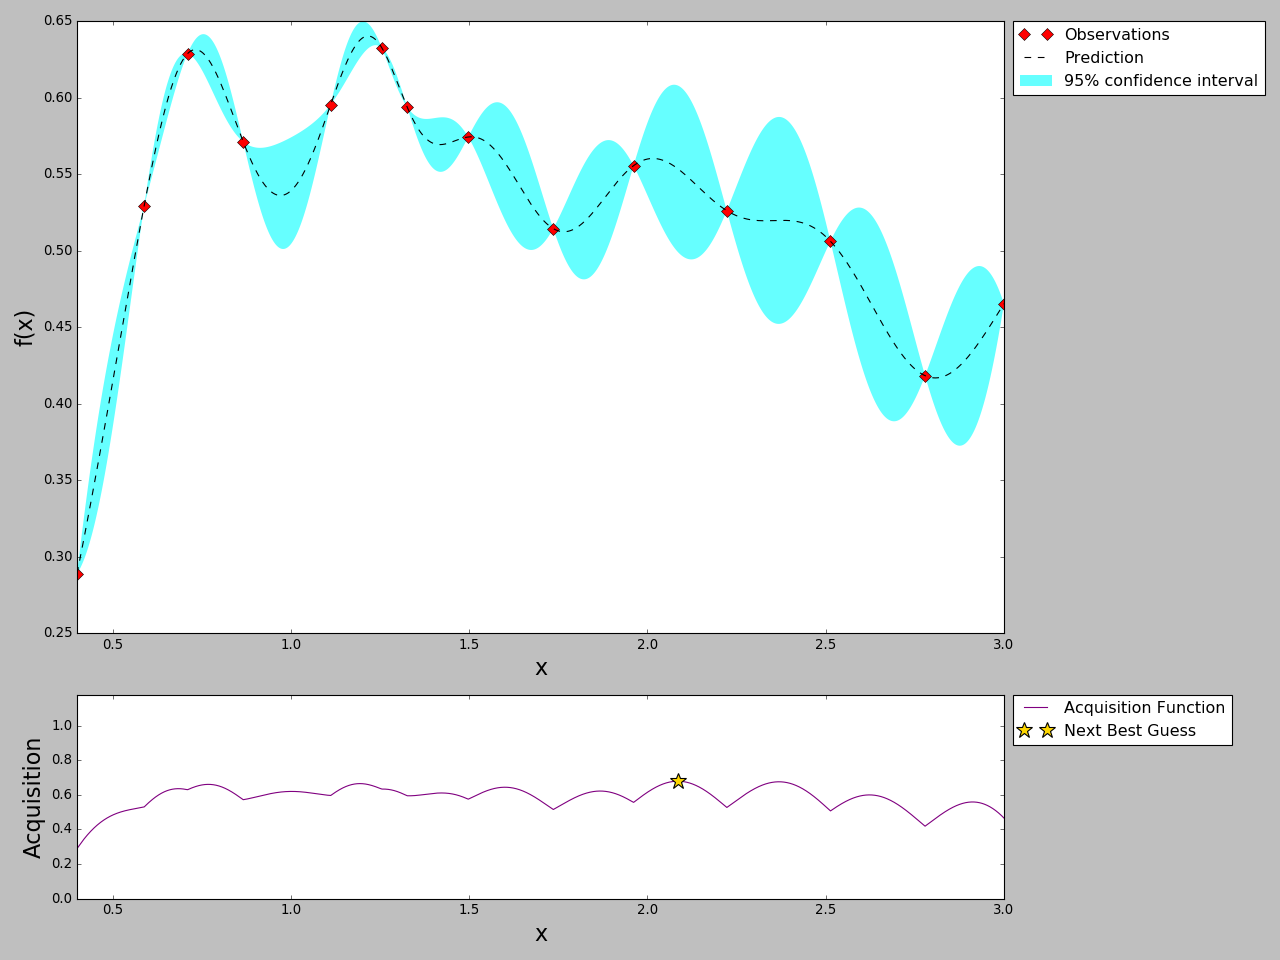 0.65
0.60
0.55
0.50
0.45
0.40
0.35
0.30
0.25
f(x)
0.5 1.0 1.5 2.0 2.5 3.0
x
Observations
Prediction
95% confidence interval
1.0
0.8
0.6
0.4
0.2
0.0
Acquisition
0.5 1.0 1.5 2.0 2.5 3.0
x
Acquisition Function
Next Best Guess